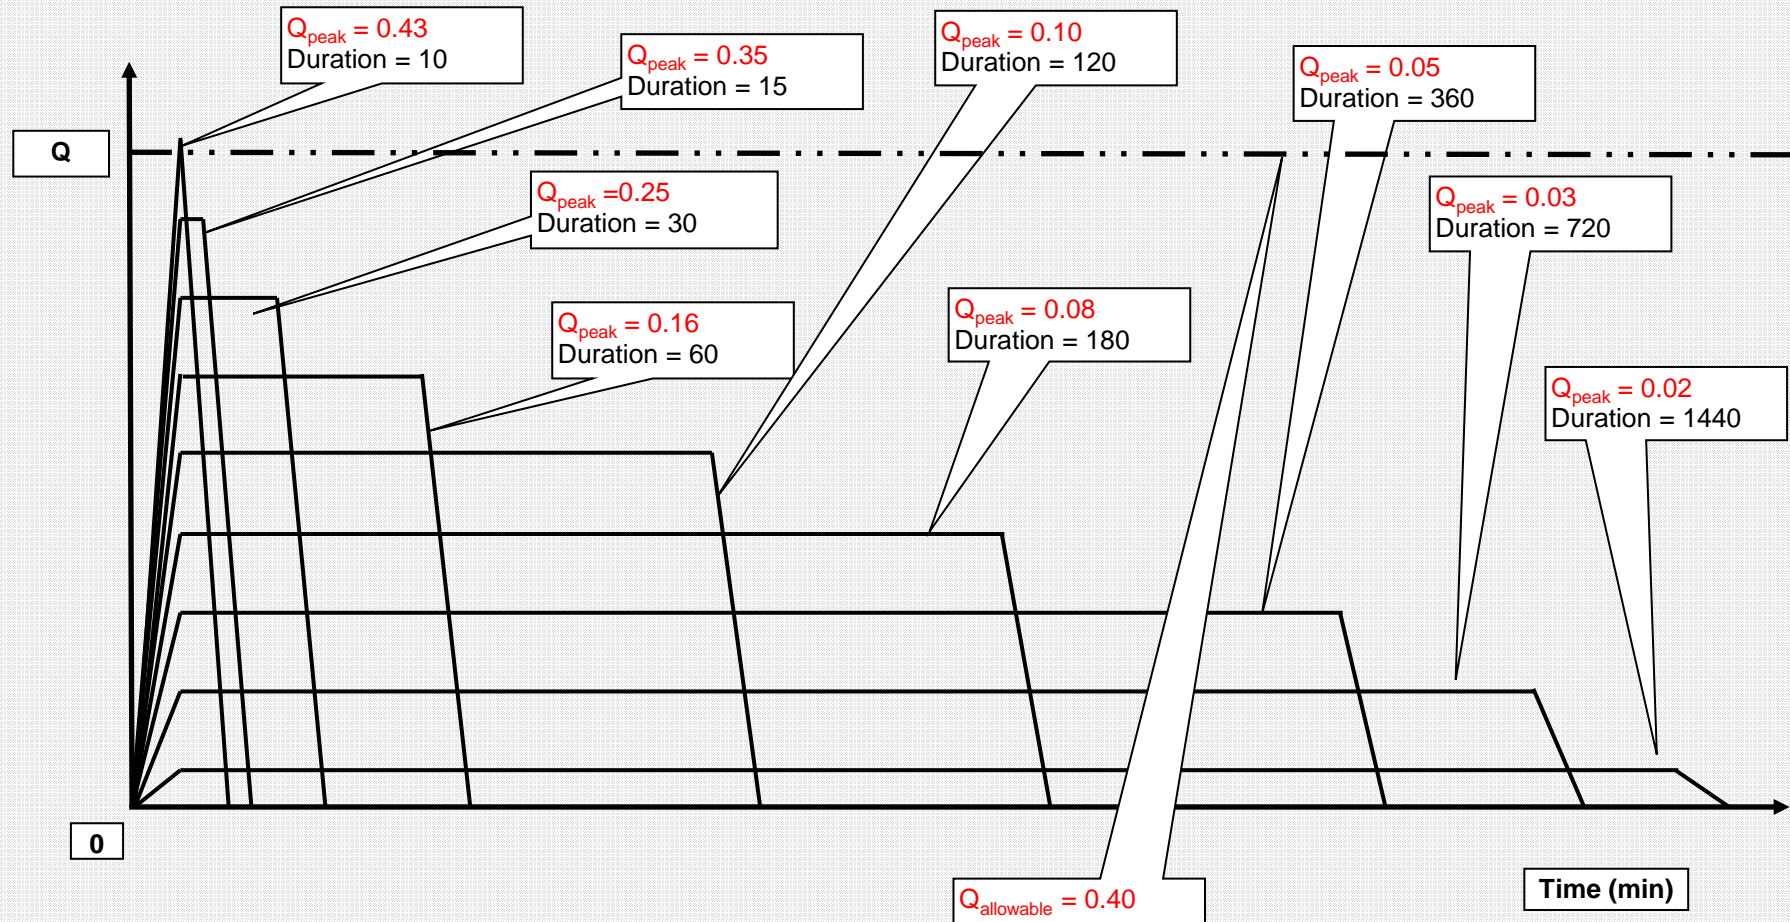 Qpeak = 0.43
Duration = 10
Qpeak = 0.35
Duration = 15
Qpeak = 0.10
Duration = 120
Qpeak = 0.05
Duration = 360
Q
Qpeak =0.25
Duration = 30
Qpeak = 0.03
Duration = 720
Qpeak = 0.16
Duration = 60
Qpeak = 0.08
Duration = 180
Qpeak = 0.02
Duration = 1440
0
Qallowable = 0.40
Time (min)